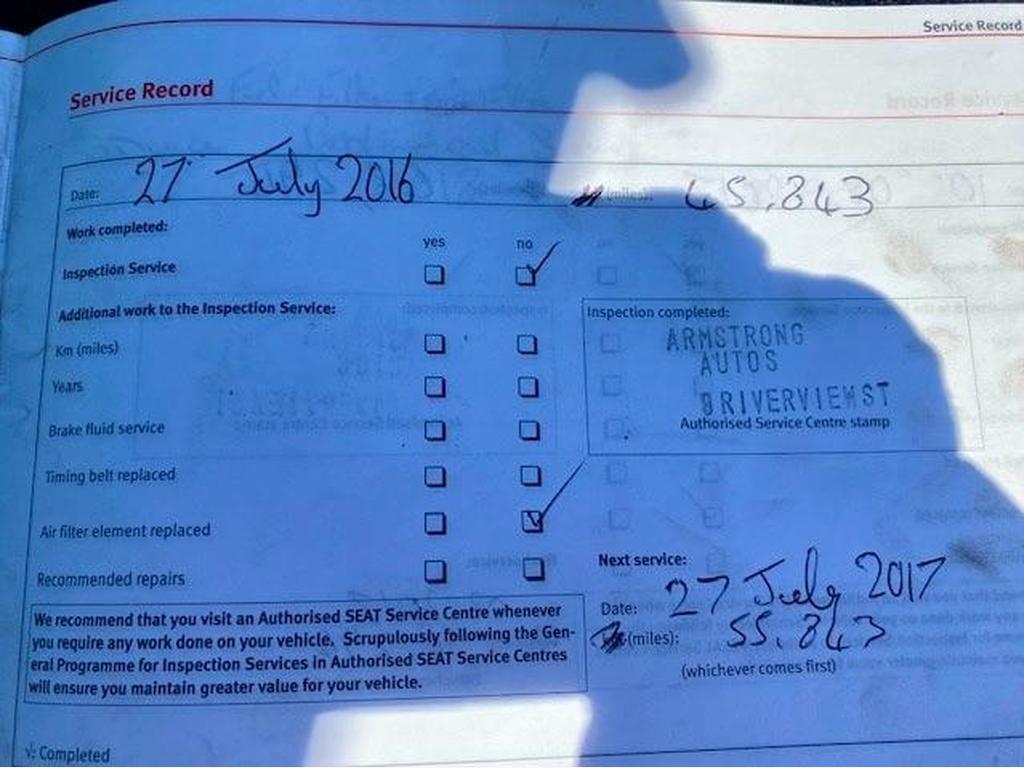 Service Record
Service Record
Date: 27 July 2016 (miles): 45.843
Work completed:
yes no
Inspection Service
Additional work to the Inspection Service:
Km (miles)
Years
Brake fluid service
Timing belt replaced
Air filter element replaced
Recommended repairs
Inspection completed:
ARMSTRONG
AUTOS
8 RIVERVIEW ST
Authorised Service Centre stamp
Next service:
Date: 27 July 2017
(miles): 55.843
(whichever comes first)
We recommend that you visit an Authorised SEAT Service Centre whenever
you require any work done on your vehicle. Scrupulously following the Gen-
eral Programme for Inspection Services in Authorised SEAT Service Centres
will ensure you maintain greater value for your vehicle.
√: Completed